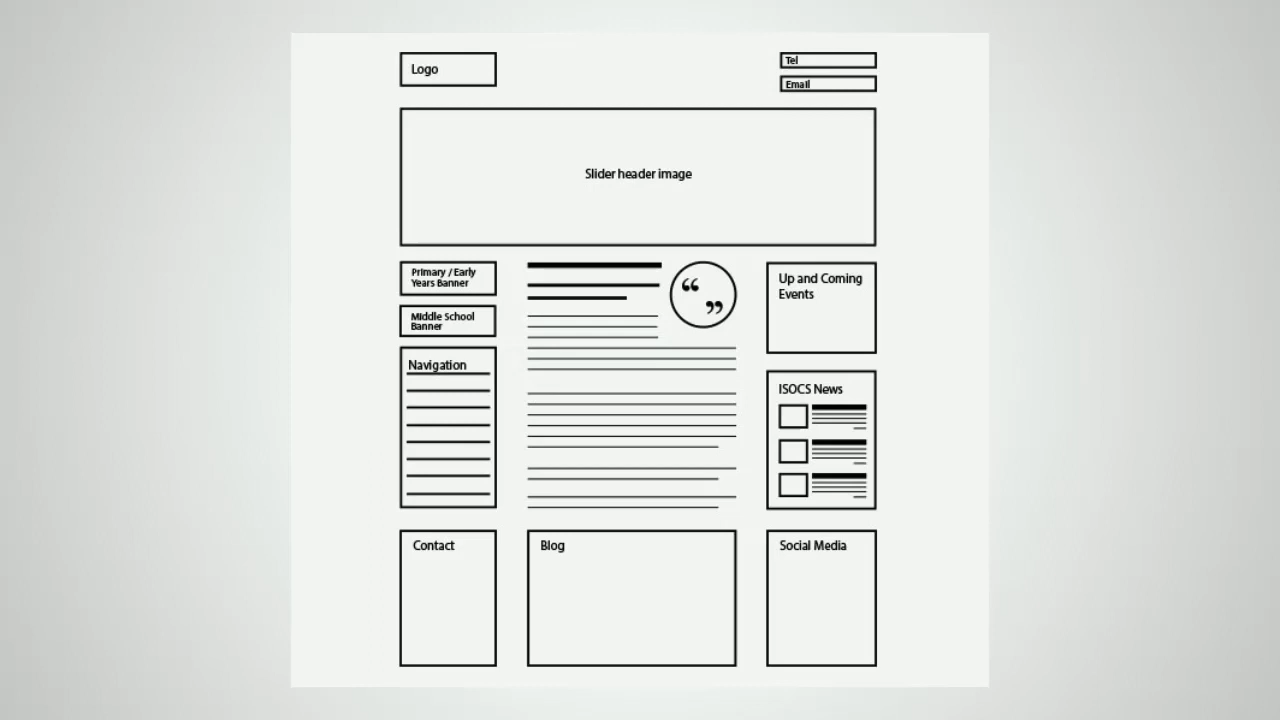 Logo
Tel
Email
Slider header image
Primary / Early
Years Banner
Middle School
Banner
Navigation
“
”
Up and Coming
Events
ISOCS News
Contact
Blog
Social Media